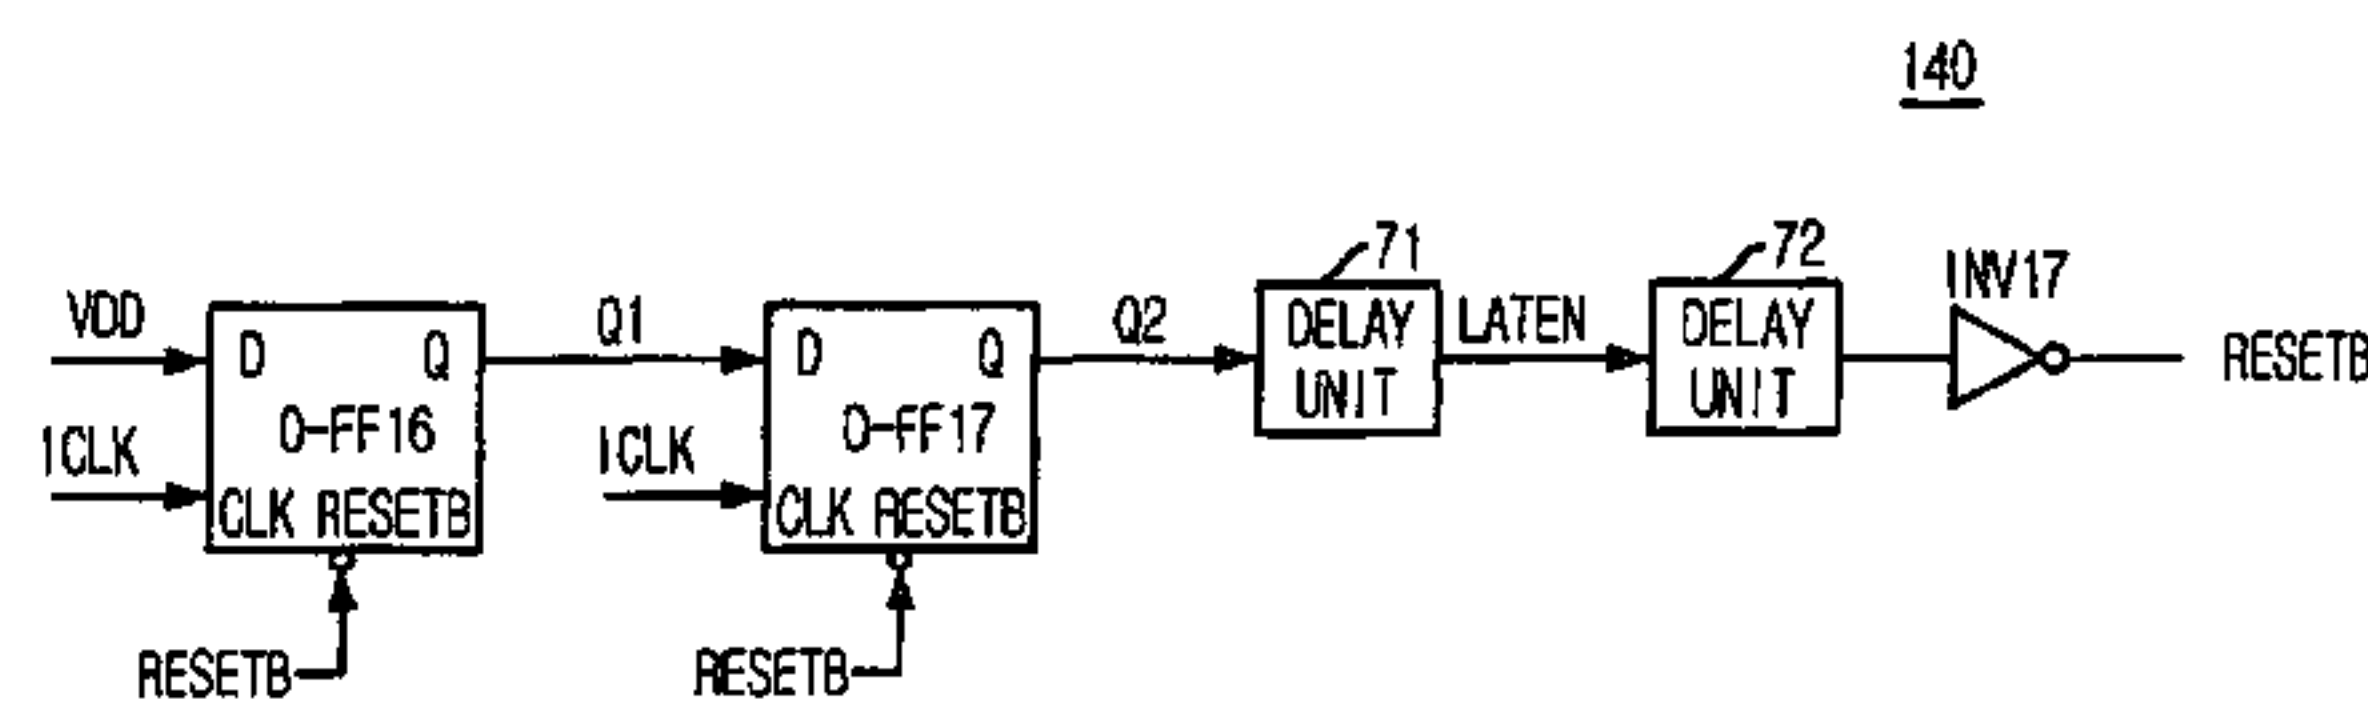 140
71
72
INV17
VDD
Q1
Q2
DELAY UNIT
LATEN
DELAY UNIT
RESETB
D
Q
D
Q
D-FF16
D-FF17
ICLK
ICLK
CLK RESETB
CLK RESETB
RESETB
RESETB